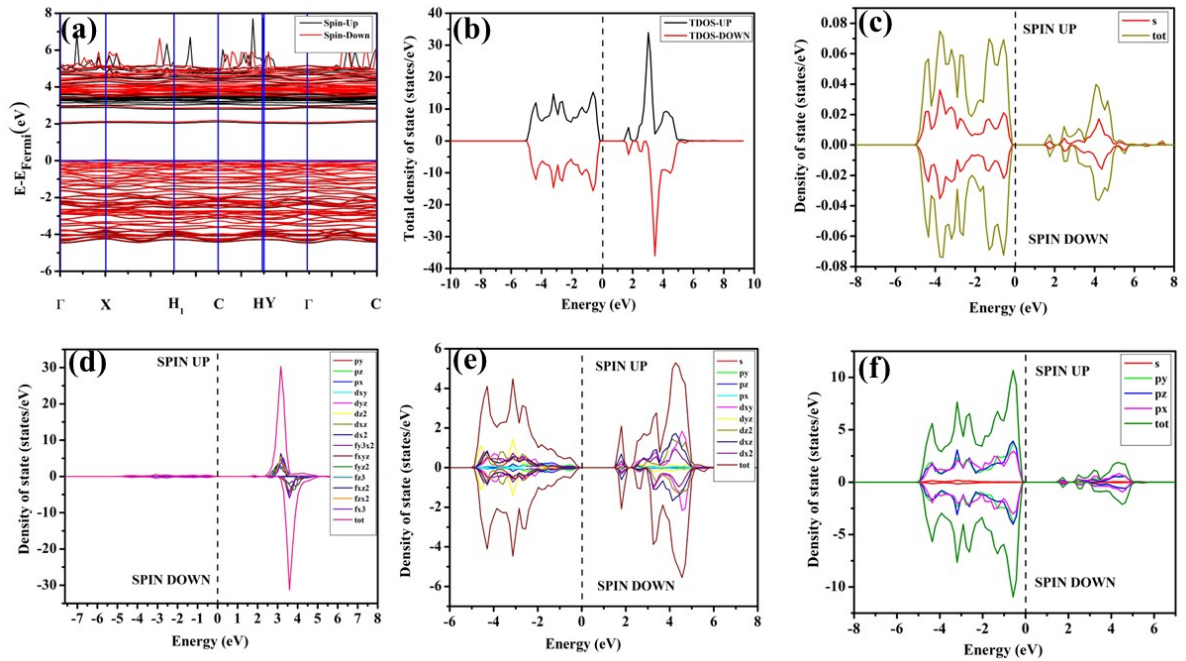 (a)
Spin-Up
Spin-Down
E-EFermi(eV)
8
6
4
2
0
-2
-4
-6
Γ X H1 C HY Γ C
(b)
TDOS-UP
TDOS-DOWN
Total density of state (states/eV)
40
30
20
10
0
-10
-20
-30
-40
-10 -8 -6 -4 -2 0 2 4 6 8 10
Energy (eV)
(c)
SPIN UP
s
tot
Density of state (states/eV)
0.08
0.06
0.04
0.02
0.00
-0.02
-0.04
-0.06
-0.08
SPIN DOWN
-8 -6 -4 -2 0 2 4 6 8
Energy (eV)
(d)
SPIN UP
py
pz
px
dxy
dyz
dz2
dxz
dx2
fy3x2
fxyz
fyz2
fz3
fxz2
fzx2
fx3
tot
Density of state (states/eV)
30
20
10
0
-10
-20
-30
SPIN DOWN
-7 -6 -5 -4 -3 -2 -1 0 1 2 3 4 5 6 7 8
Energy (eV)
(e)
SPIN UP
s
py
pz
px
dxy
dyz
dz2
dxz
dx2
tot
Density of state (states/eV)
6
4
2
0
-2
-4
-6
SPIN DOWN
-6 -4 -2 0 2 4 6 8
Energy (eV)
(f)
SPIN UP
s
py
pz
px
tot
Density of state (states/eV)
10
5
0
-5
-10
SPIN DOWN
-8 -6 -4 -2 0 2 4 6
Energy (eV)